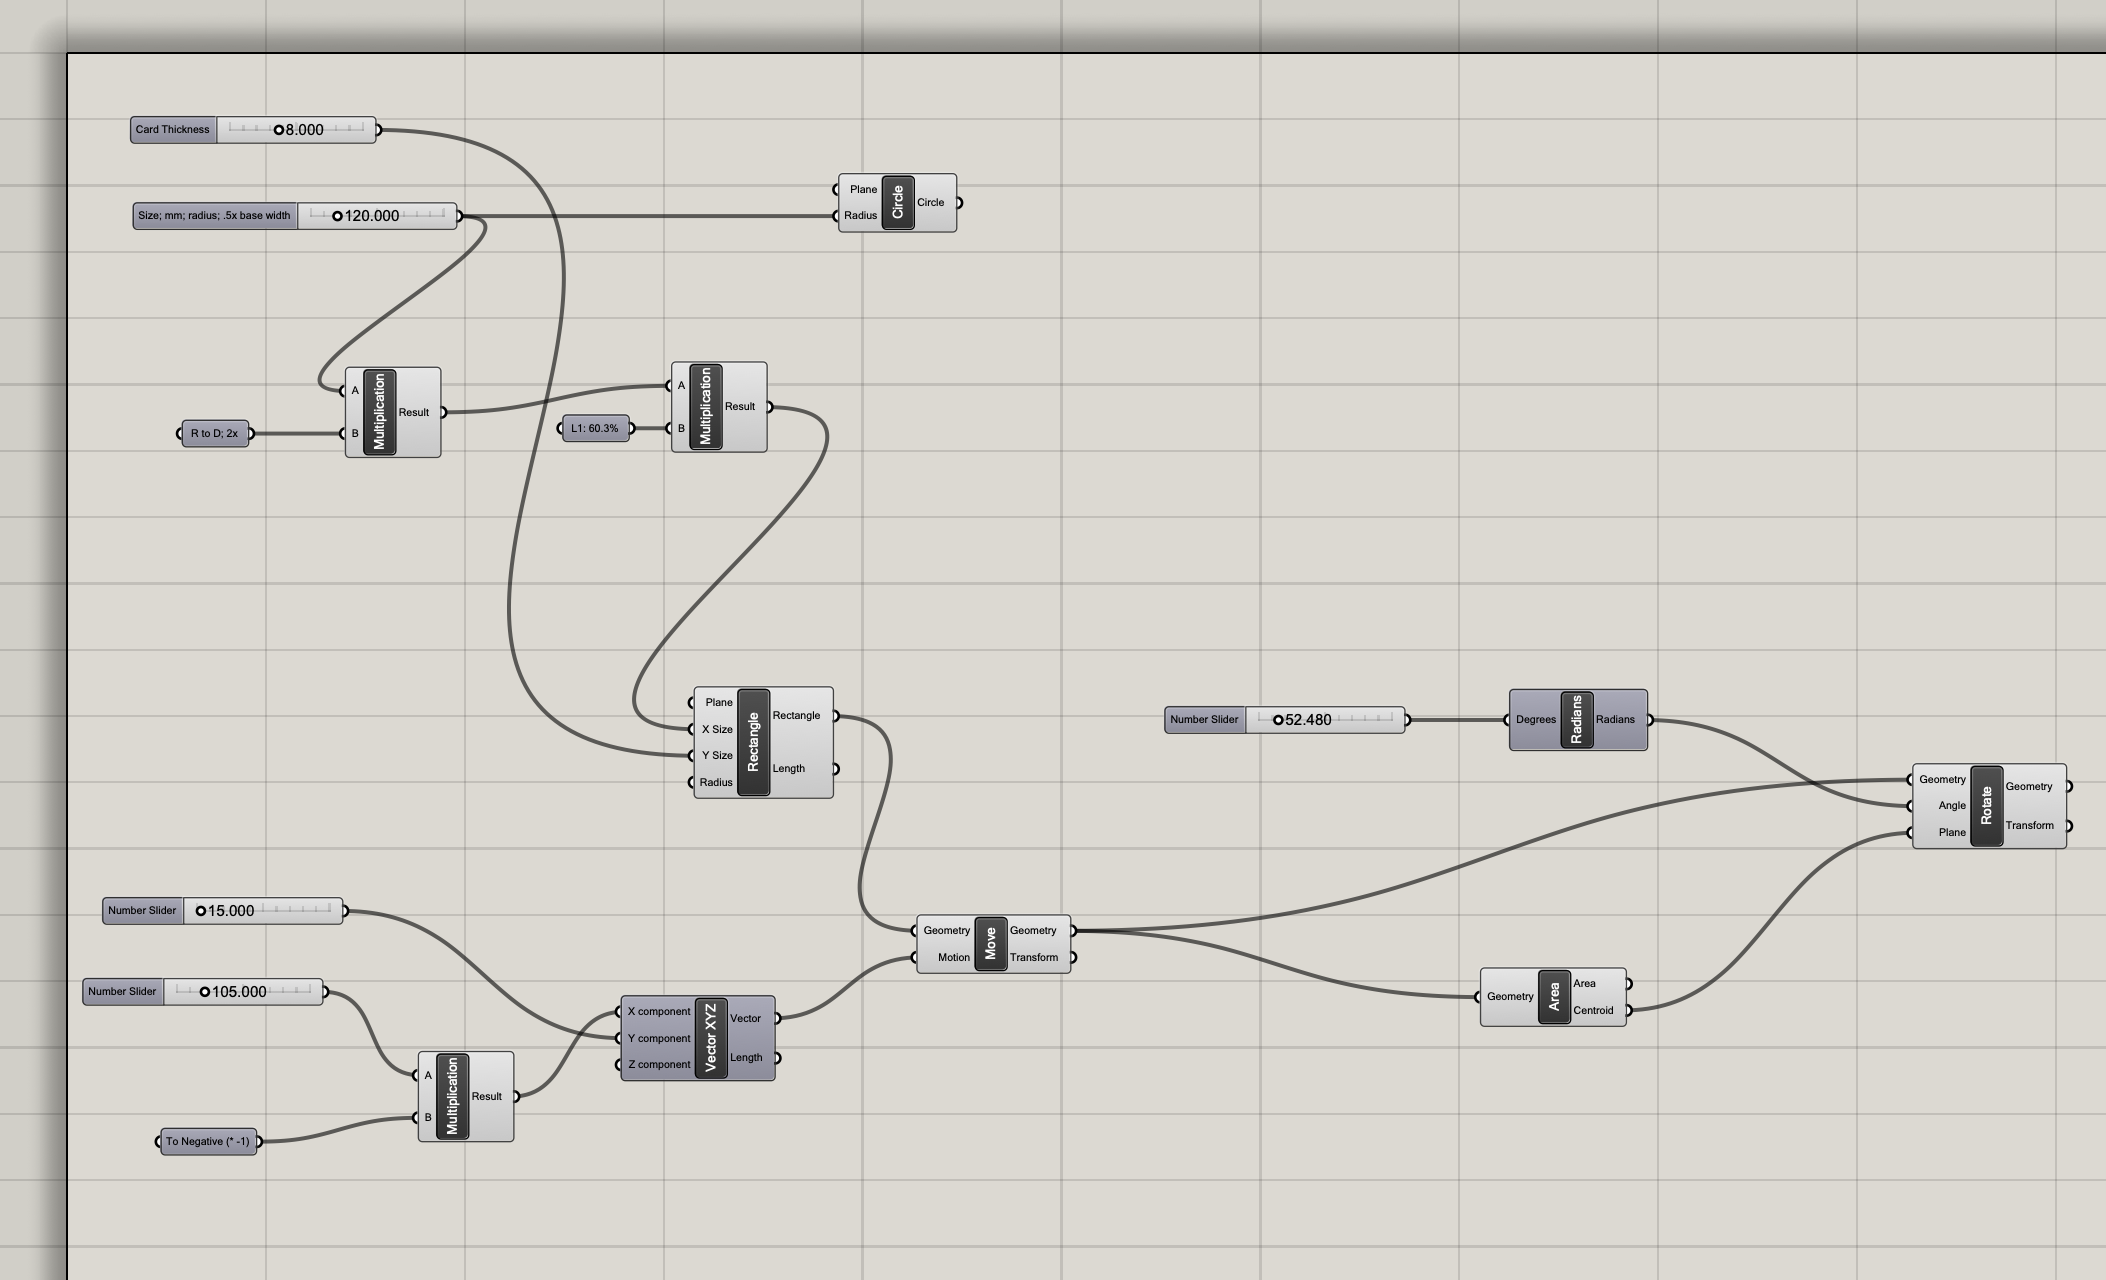 Card Thickness
8.000
Size; mm; radius; .5x base width
120.000
Plane
Radius
Circle
Circle
R to D; 2x
A
B
Multiplication
Result
L1: 60.3%
A
B
Multiplication
Result
Plane
X Size
Y Size
Radius
Rectangle
Rectangle
Length
Number Slider
52.480
Degrees
Radians
Radians
Geometry
Angle
Plane
Rotate
Geometry
Transform
Number Slider
15.000
Number Slider
105.000
To Negative (* -1)
A
B
Multiplication
Result
X component
Y component
Z component
Vector XYZ
Vector
Length
Geometry
Motion
Move
Geometry
Transform
Geometry
Area
Area
Centroid